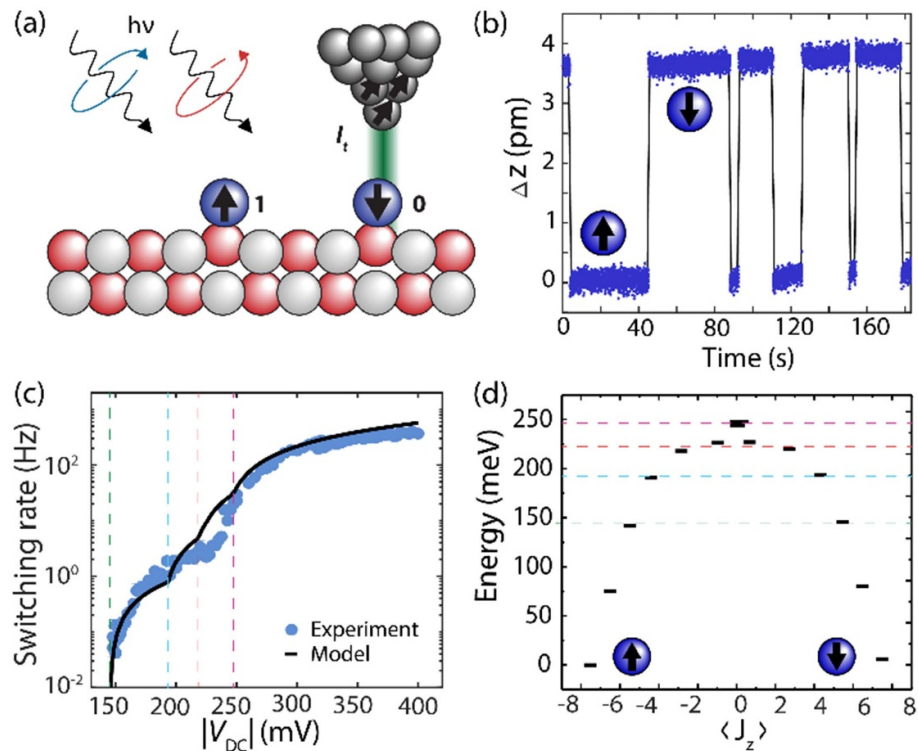 (a)
hν
I_t
1
0
(b)
Δz (pm)
4
3
2
1
0
0 40 80 120 160
Time (s)
(c)
Switching rate (Hz)
10^2
10^0
10^-2
Experiment
Model
150 200 250 300 350 400
|V_DC| (mV)
(d)
Energy (meV)
250
200
150
100
50
0
-8 -6 -4 -2 0 2 4 6 8
⟨J_z⟩